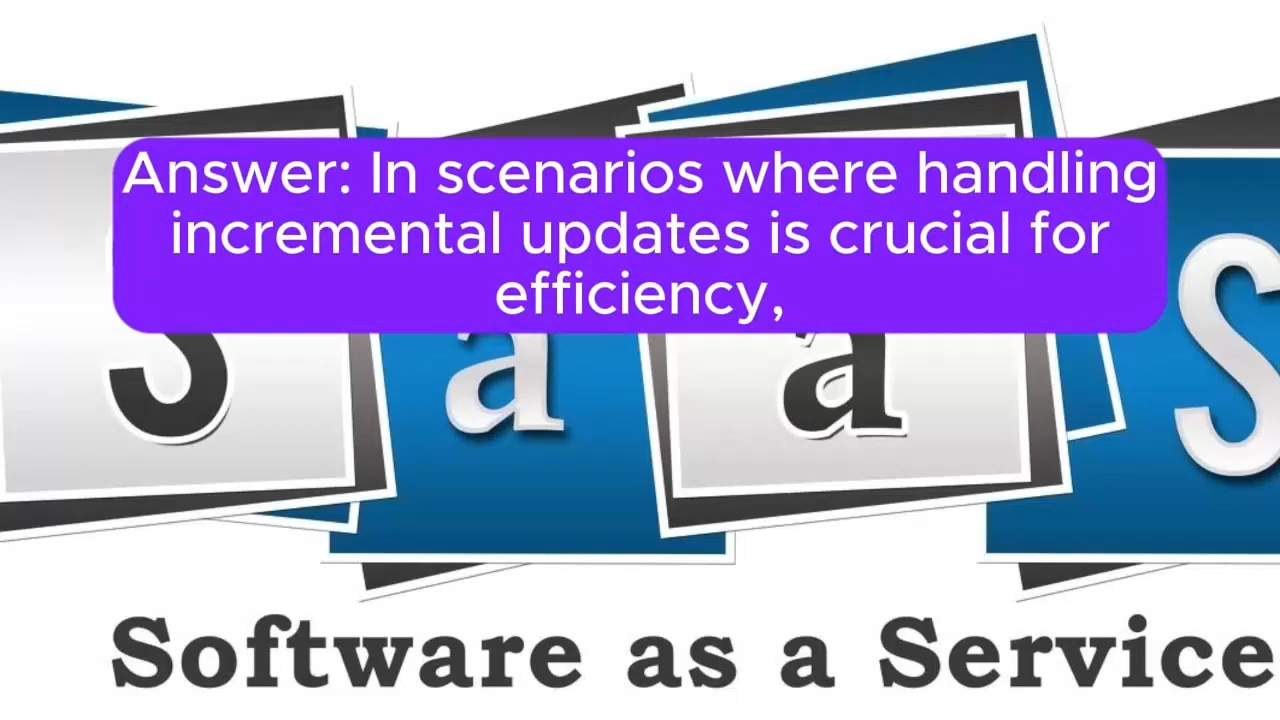 Answer: In scenarios where handling
incremental updates is crucial for
efficiency,
S a a S
Software as a Service